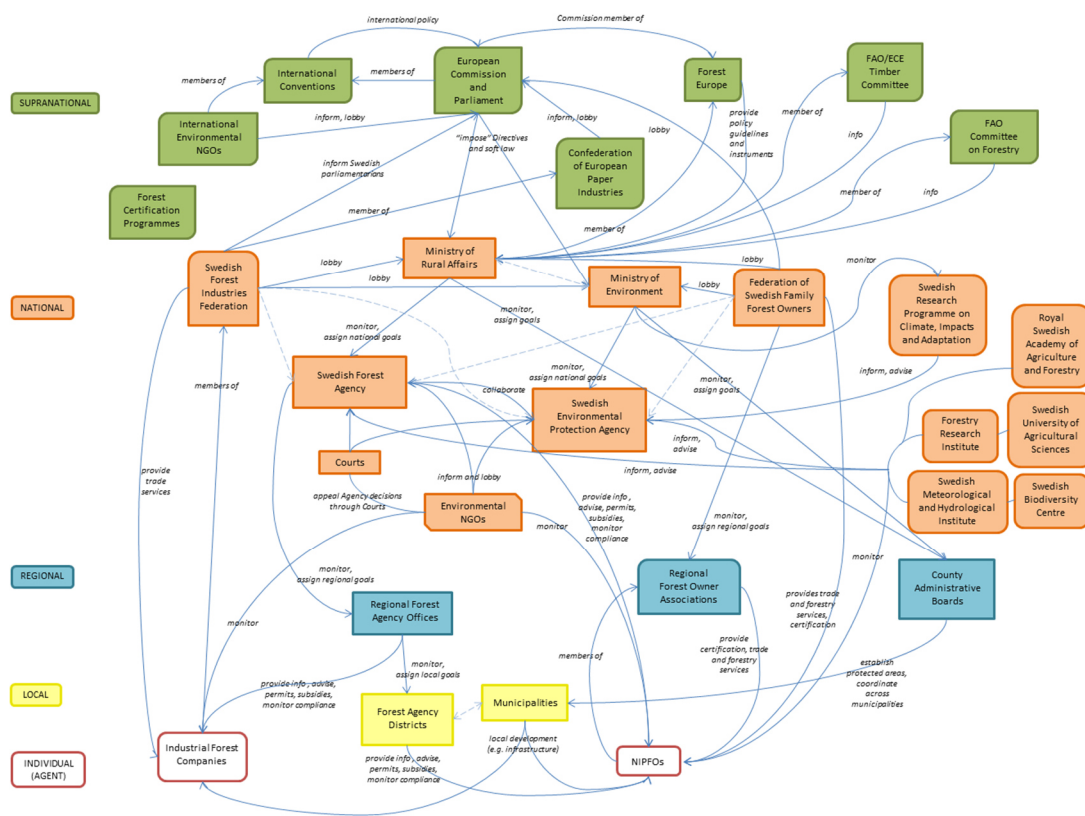 international policy
Commission member of
members of
International
Conventions
members of
European
Commission
and
Parliament
Forest
Europe
FAO/ECE
Timber
Committee
SUPRANATIONAL
International
Environmental
NGOs
inform, lobby
inform, lobby
lobby
provide
policy
guidelines
and
instruments
member of
info
FAO
Committee
on Forestry
"impose" Directives
and soft law
inform Swedish
parliamentarians
Confederation
of European
Paper
Industries
Forest
Certification
Programmes
member of
member of
member of
info
Swedish
Forest
Industries
Federation
lobby
lobby
Ministry of
Rural Affairs
lobby
monitor
NATIONAL
Ministry of
Environment
lobby
Federation of
Swedish Family
Forest Owners
Swedish
Research
Programme on
Climate, Impacts
and Adaptation
Royal
Swedish
Academy of
Agriculture
and Forestry
monitor,
assign national goals
monitor,
assign goals
members of
Swedish Forest
Agency
collaborate
monitor,
assign national goals
monitor,
assign goals
inform, advise
Swedish
Environmental
Protection Agency
Forestry
Research
Institute
Swedish
University of
Agricultural
Sciences
Courts
inform,
advise
inform, advise
provide
trade
services
inform and lobby
appeal Agency decisions
through Courts
Environmental
NGOs
monitor
provide info,
advise, permits,
subsidies,
monitor
compliance
monitor,
assign regional goals
Swedish
Meteorological
and Hydrological
Institute
Swedish
Biodiversity
Centre
monitor
REGIONAL
monitor,
assign regional goals
Regional Forest
Agency Offices
Regional
Forest Owner
Associations
County
Administrative
Boards
monitor
provides trade
and forestry
services,
certification
members of
provide
certification, trade
and forestry
services
monitor,
assign local goals
provide info, advise,
permits, subsidies,
monitor compliance
establish
protected areas,
coordinate
across
municipalities
LOCAL
Forest Agency
Districts
Municipalities
local development
(e.g. infrastructure)
INDIVIDUAL
(AGENT)
Industrial Forest
Companies
provide info, advise,
permits, subsidies,
monitor compliance
NIPFOs